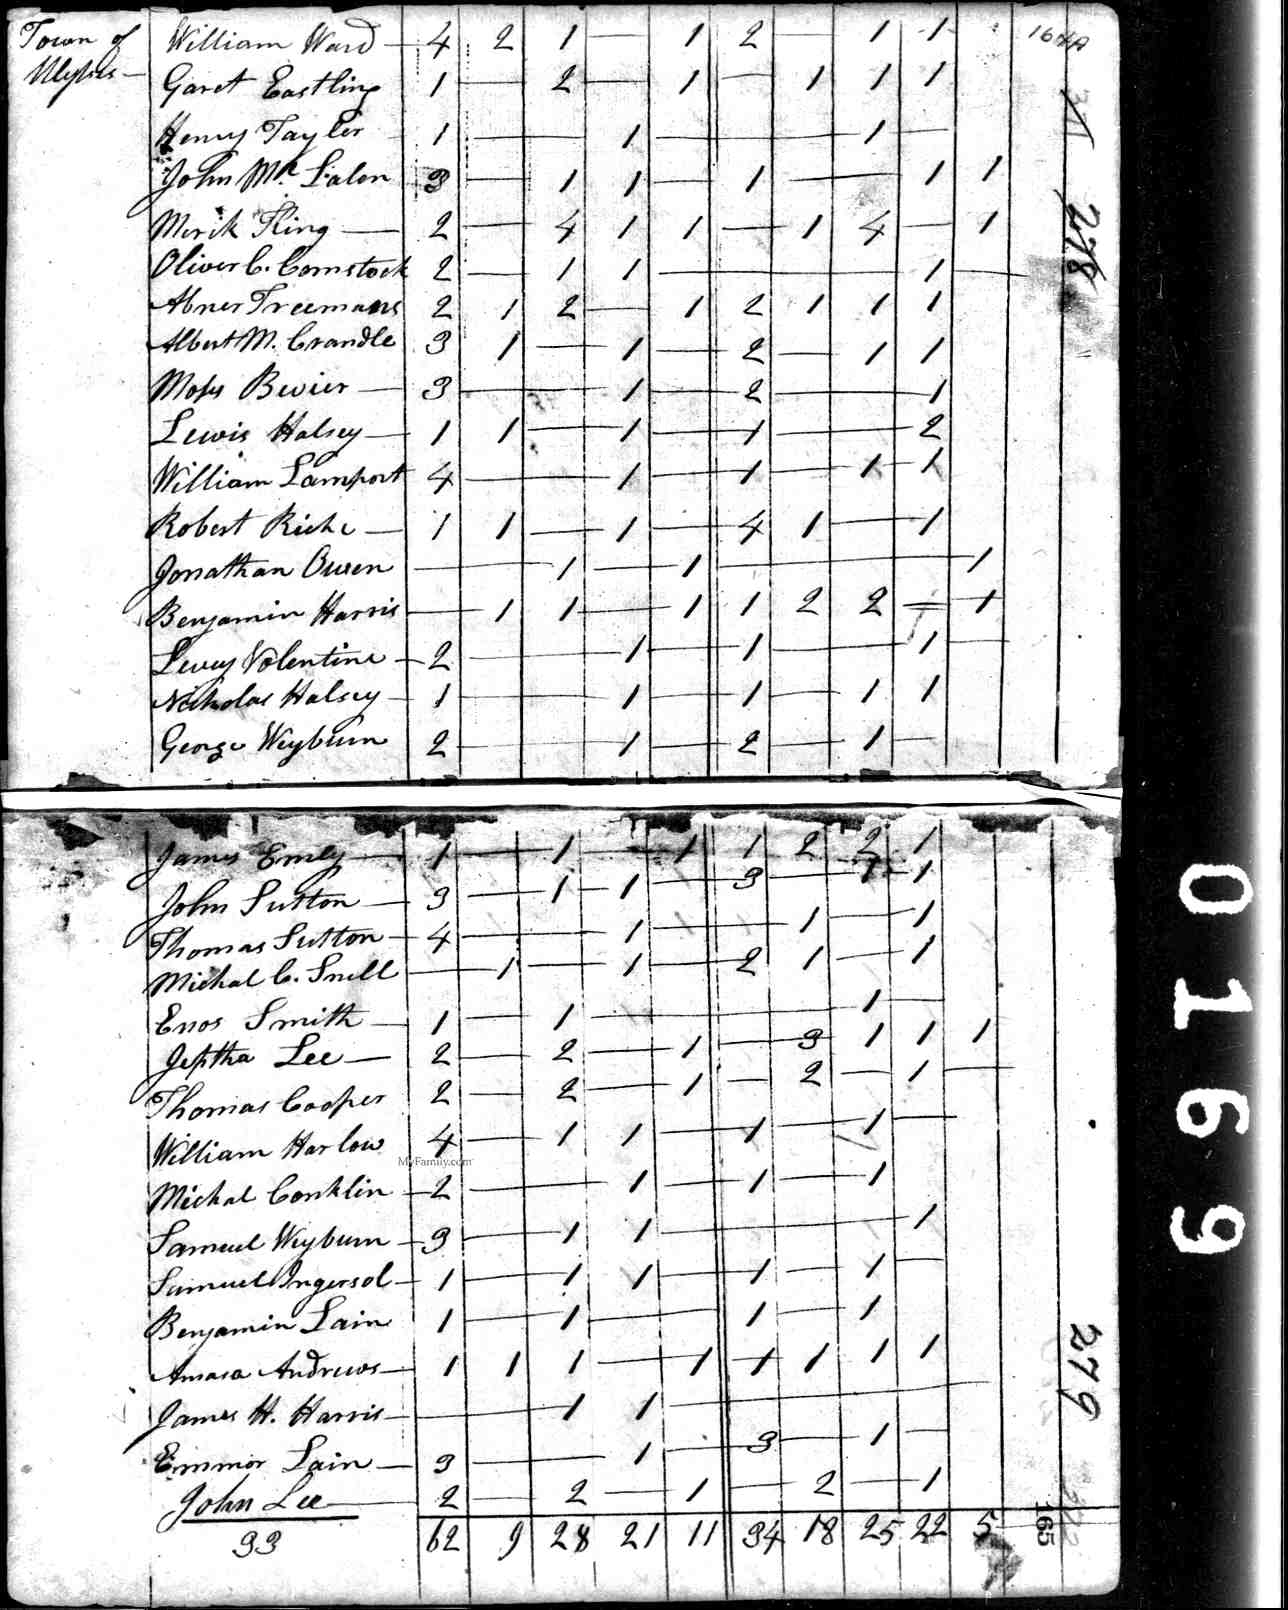 Town of William Ward — 4 2 1 — 1 2 — 1 1 164A
Ulyses — Garet Eastling 1 — 2 — 1 — 1 1 1
Henry Tayler — 1 — 1 — 1 —
John Mc Lalon 3 — 1 1 — 1 — 1 1
Merik King — 2 — 4 1 1 — 1 4 — 1
278
Oliver C. Comstock 2 — 1 — 1 — 1 —
Abner Treemans 2 1 2 — 1 2 1 1 1
Albert M. Crandle 3 1 — 1 — 2 — 1 1
Moses Bevier — 3 — 1 — 2 — 1
Lewis Halsey — 1 1 — 1 — 1 — 2
William Lamport 4 — 1 — 1 — 1 — 1
Robert — 1 1 — 1 — 4 1 — 1
Jonathan Owen — 1 — 1 — 1
Benjamin Harris — 1 1 — 1 1 2 2 — 1
Levey Volentine — 2 — 1 — 1 — 1 —
Nicholas Halsey — 1 — 1 — 1 — 1 1
George Weyburn 2 — 1 — 2 — 1 —
James Emely — 1 — 1 — 1 1 2 2 1
John Sutton — 3 — 1 — 1 — 3 — 1 — 1
Thomas Sutton — 4 — 1 — 1 — 1
Michal C. Snell — 1 — 1 — 2 1 — 1
Enos Smith — 1 — 1 — 1 —
Jeptha Lee — 2 — 2 — 1 — 3 1 1 1
Thomas Cooper 2 — 2 — 1 — 2 — 1 —
William Harlow 4 — 1 1 — 1 — 1 —
MyFamily.com
Michal Conklin — 2 — 1 — 1 — 1
Samuel Weyburn — 3 — 1 — 1 — 1
Samuel Ingersol — 1 — 1 1 — 1 — 1 —
Benjamin Lain 1 — 1 — 1 — 1
Amasa Andrews — 1 1 1 — 1 1 1 1 1
279
James H. Harris — 1 — 1 —
Emmor Lain — 3 — 1 — 3 — 1 —
John Lee — 2 — 2 — 1 — 2 — 1
33 62 9 28 21 11 34 18 25 22 5 165
0169